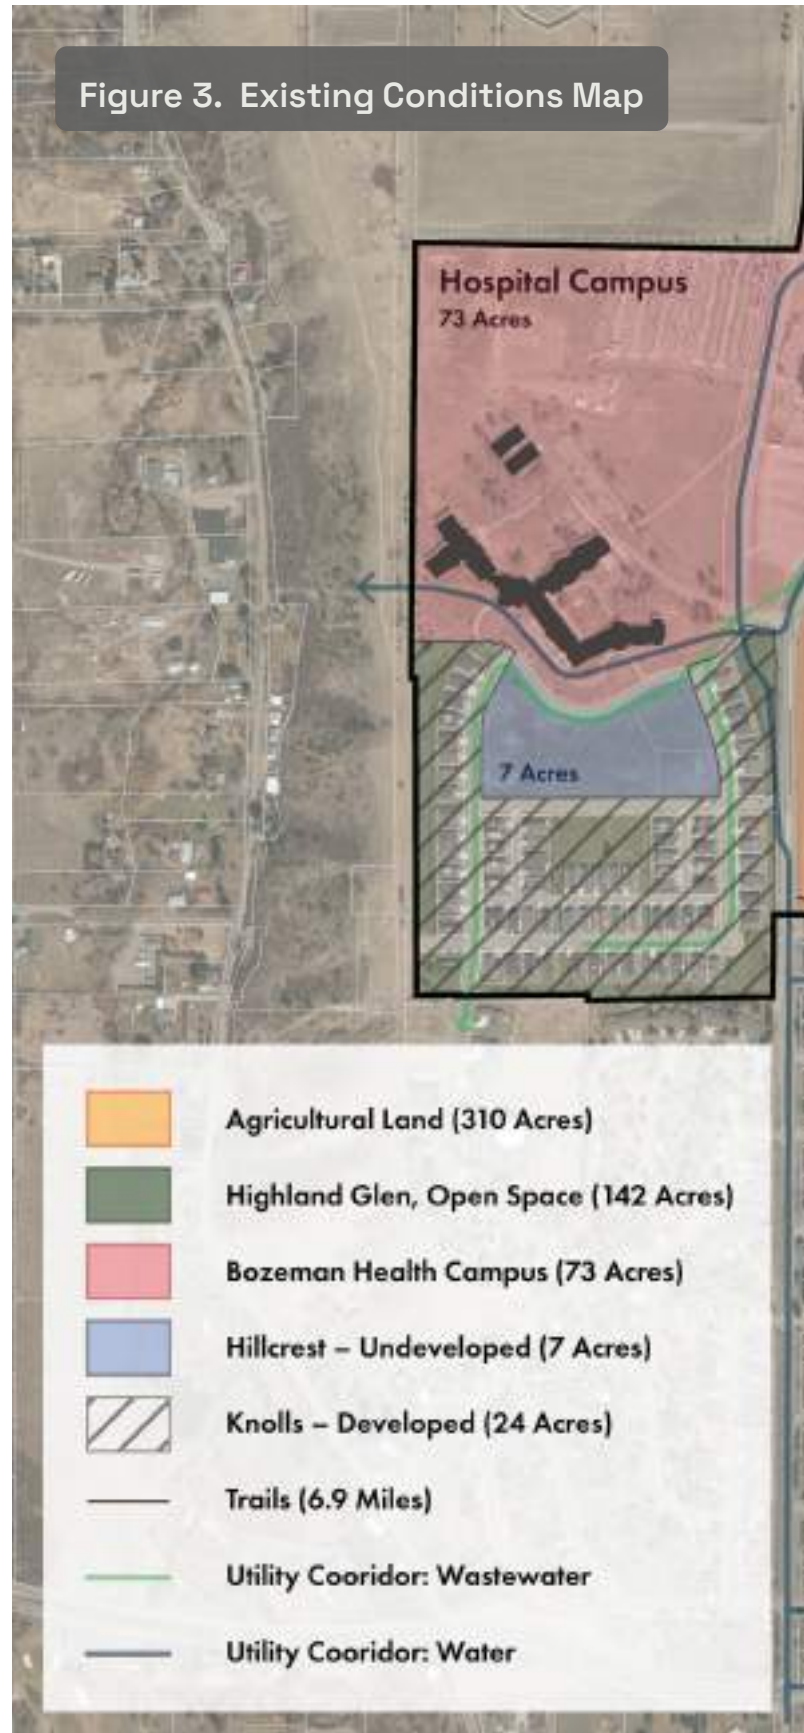 Figure 3. Existing Conditions Map
Hospital Campus
73 Acres
7 Acres
Agricultural Land (310 Acres)
Highland Glen, Open Space (142 Acres)
Bozeman Health Campus (73 Acres)
Hillcrest – Undeveloped (7 Acres)
Knolls – Developed (24 Acres)
Trails (6.9 Miles)
Utility Cooridor: Wastewater
Utility Cooridor: Water